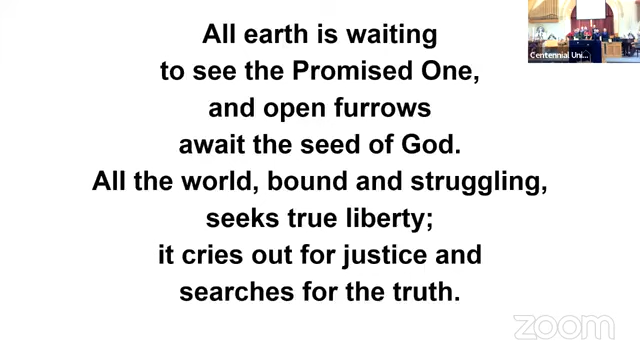 All earth is waiting
to see the Promised One,
and open furrows
await the seed of God.
All the world, bound and struggling,
seeks true liberty;
it cries out for justice and
searches for the truth.
Centennial Uni...
zoom